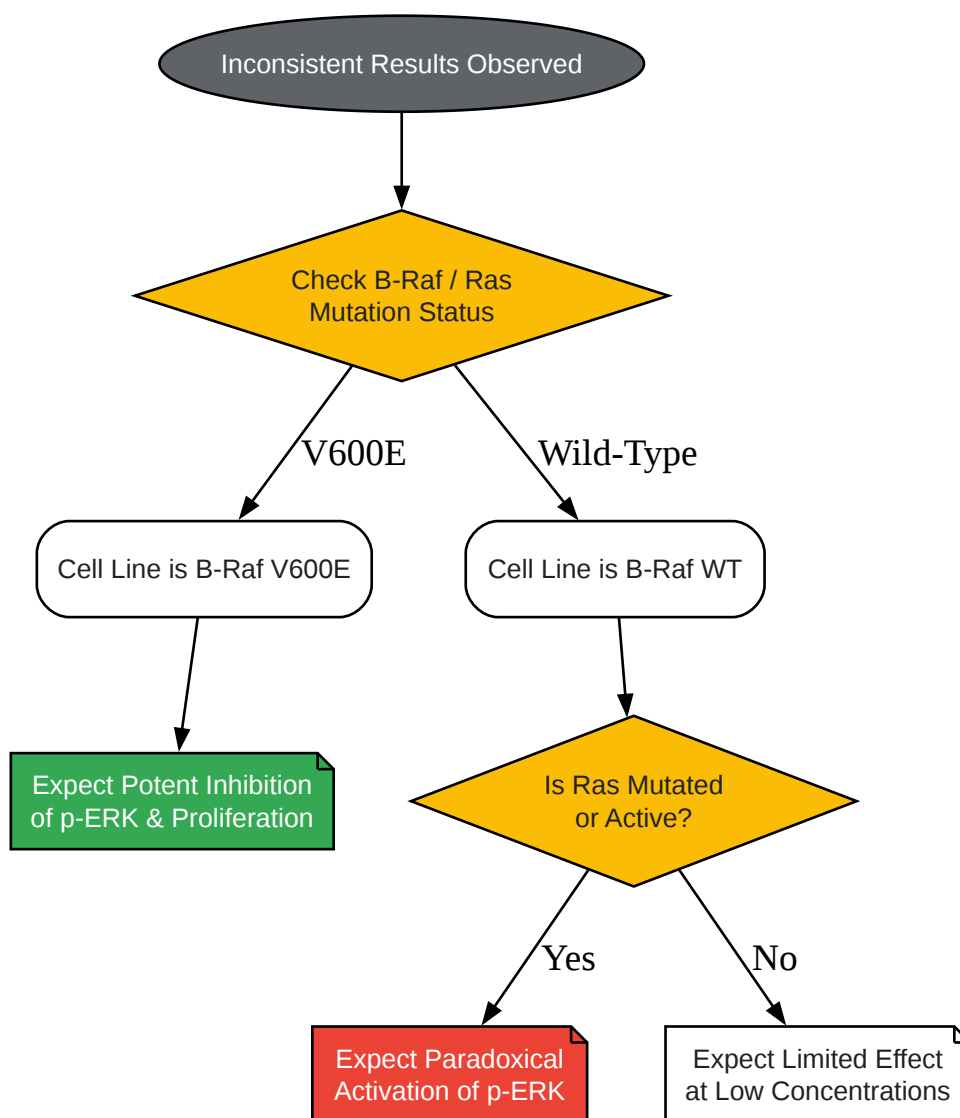 Inconsistent Results Observed
Check B-Raf / Ras
Mutation Status
V600E
Wild-Type
Cell Line is B-Raf V600E
Cell Line is B-Raf WT
Expect Potent Inhibition
of p-ERK & Proliferation
Is Ras Mutated
or Active?
Yes
No
Expect Paradoxical
Activation of p-ERK
Expect Limited Effect
at Low Concentrations